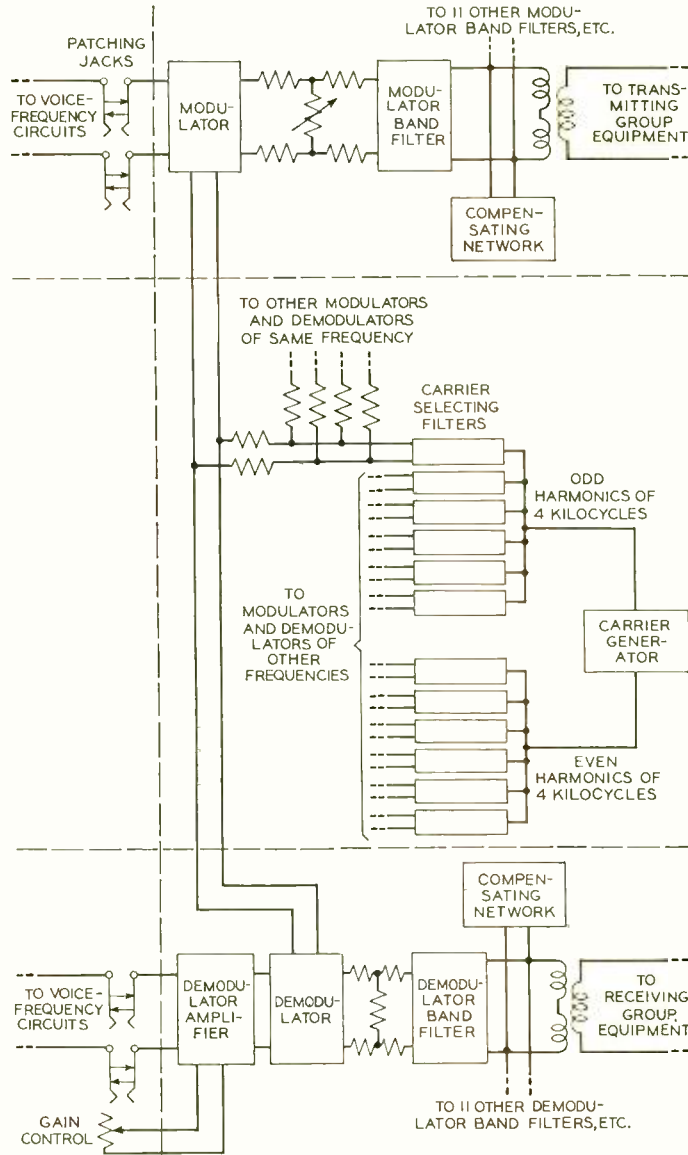 TO 11 OTHER MODU-
LATOR BAND FILTERS, ETC.
PATCHING
JACKS
TO VOICE-
FREQUENCY
CIRCUITS
MODU-
LATOR
MODU-
LATOR
BAND
FILTER
TO TRANS-
MITTING
GROUP
EQUIPMENT
COMPEN-
SATING
NETWORK
TO OTHER MODULATORS
AND DEMODULATORS
OF SAME FREQUENCY
CARRIER
SELECTING
FILTERS
ODD
HARMONICS OF
4 KILOCYCLES
TO
MODULATORS
AND DEMODU-
LATORS OF
OTHER
FREQUENCIES
CARRIER
GENER-
ATOR
EVEN
HARMONICS OF
4 KILOCYCLES
COMPEN-
SATING
NETWORK
TO VOICE-
FREQUENCY
CIRCUITS
DEMODU-
LATOR
AMPLI-
FIER
DEMODU-
LATOR
DEMODU-
LATOR
BAND
FILTER
TO
RECEIVING
GROUP
EQUIPMENT
GAIN
CONTROL
TO 11 OTHER DEMODU-
LATOR BAND FILTERS, ETC.